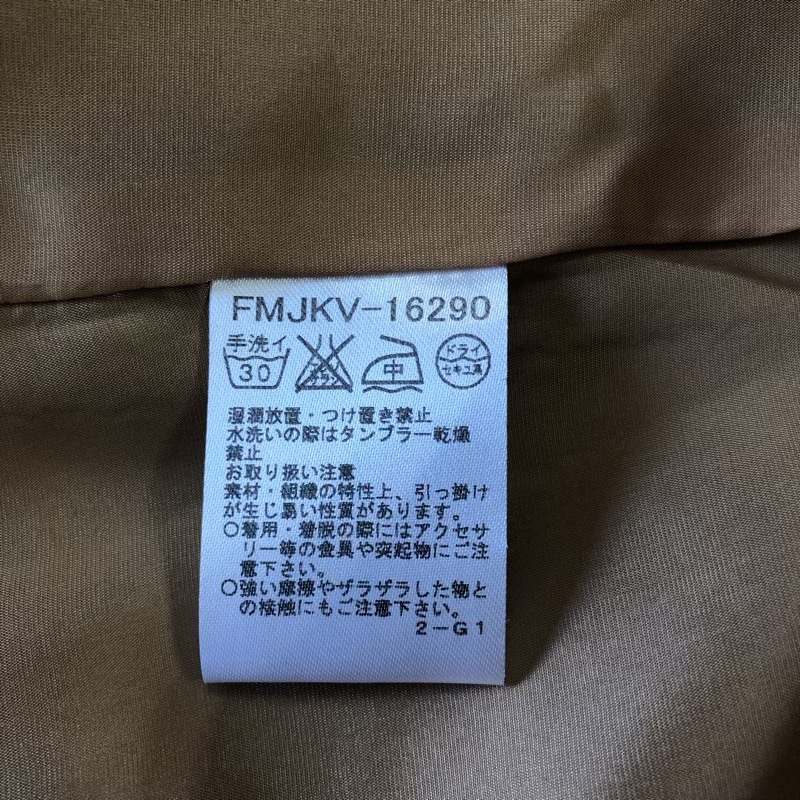 FMJKV-16290
手洗イ
30
エンソ
サラシ
中
ドライ
セキユ系
湿潤放置・つけ置き禁止
水洗いの際はタンブラー乾燥
禁止
お取り扱い注意
素材・組織の特性上、引っ掛け
が生じ易い性質があります。
○着用・着脱の際にはアクセサ
リー等の金具や突起物にご注
意下さい。
○強い摩擦やザラザラした物と
の接触にもご注意下さい。
2-G1